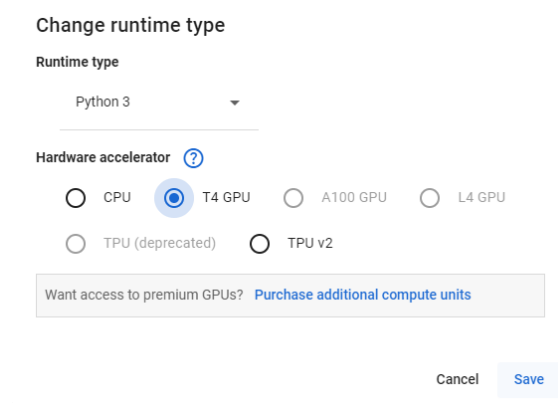 Change runtime type
Runtime type
Python 3
Hardware accelerator ?
CPU T4 GPU A100 GPU L4 GPU
TPU (deprecated) TPU v2
Want access to premium GPUs? Purchase additional compute units
Cancel Save